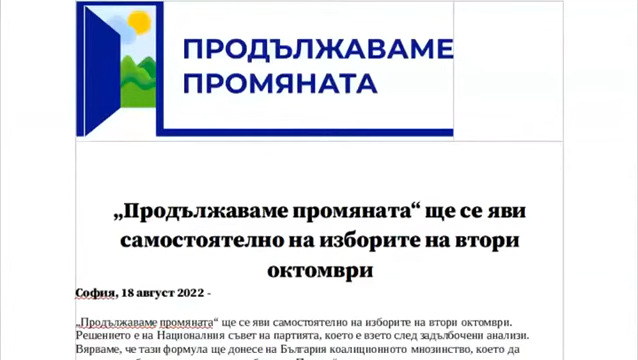 ПРОДЪЛЖАВАМЕ
ПРОМЯНАТА
„Продължаваме промяната“ ще се яви
самостоятелно на изборите на втори
октомври
София, 18 август 2022 -
„Продължаваме промяната“ ще се яви самостоятелно на изборите на втори октомври.
Решението е на Националния съвет на партията, което е взето след задълбочени анализи.
Вярваме, че тази формула ще донесе на България коалиционното мнозинство, което да